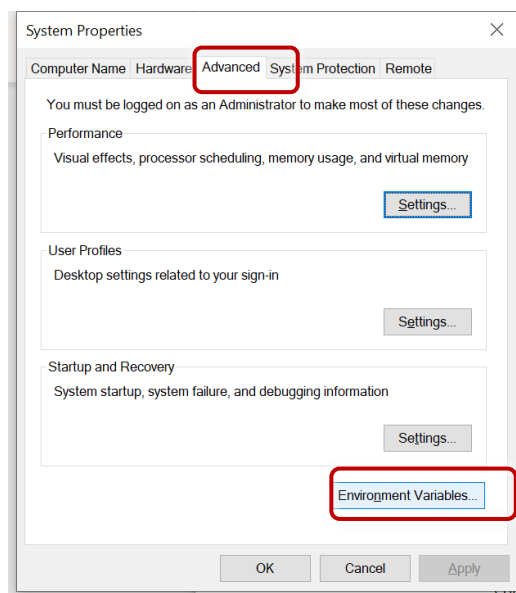 System Properties
Computer Name Hardware Advanced System Protection Remote
You must be logged on as an Administrator to make most of these changes.
Performance
Visual effects, processor scheduling, memory usage, and virtual memory
Settings...
User Profiles
Desktop settings related to your sign-in
Settings...
Startup and Recovery
System startup, system failure, and debugging information
Settings...
Environment Variables...
OK Cancel Apply